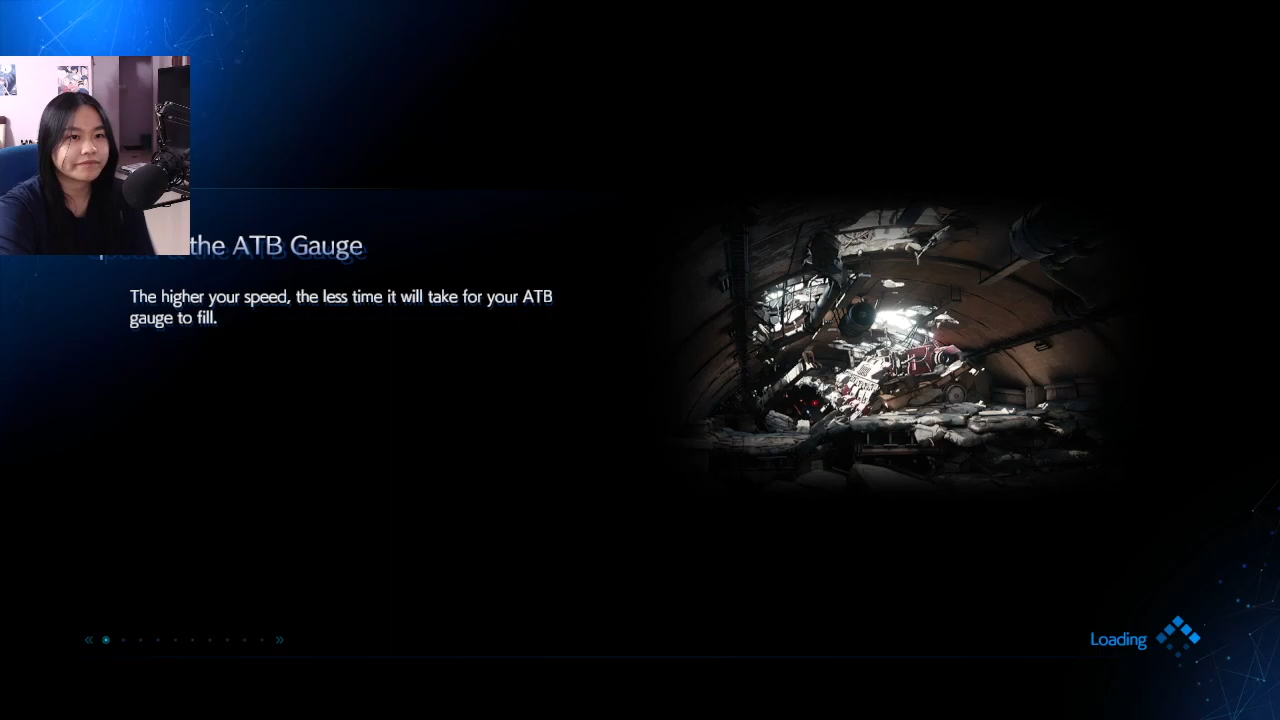 the ATB Gauge
The higher your speed, the less time it will take for your ATB
gauge to fill.
Loading